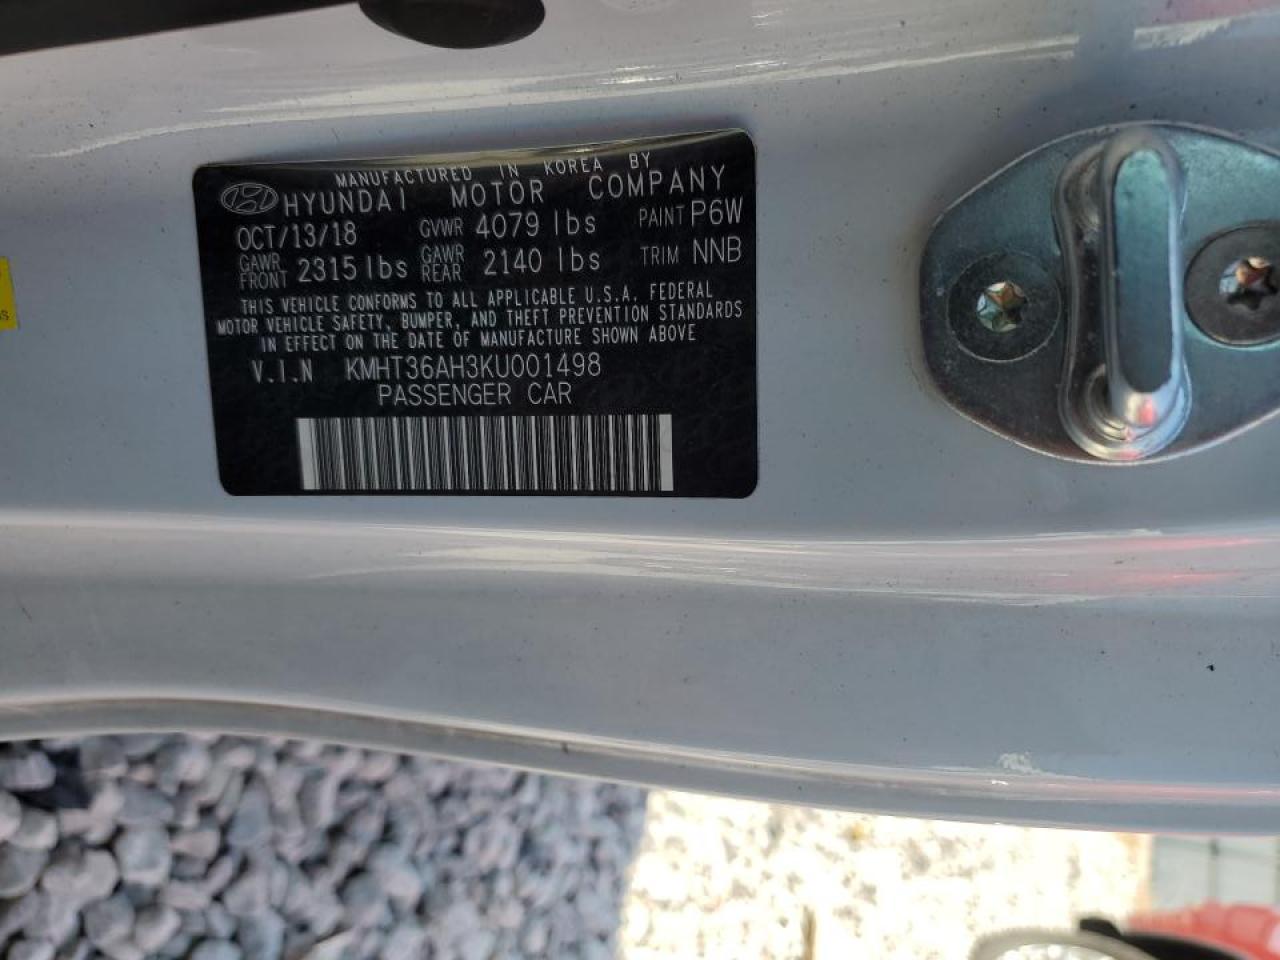 MANUFACTURED IN KOREA BY
HYUNDAI MOTOR COMPANY
OCT/13/18 GVWR 4079 lbs PAINT P6W
GAWR FRONT 2315 lbs GAWR REAR 2140 lbs TRIM NNB
THIS VEHICLE CONFORMS TO ALL APPLICABLE U.S.A. FEDERAL
MOTOR VEHICLE SAFETY, BUMPER, AND THEFT PREVENTION STANDARDS
IN EFFECT ON THE DATE OF MANUFACTURE SHOWN ABOVE
V.I.N KMHT36AH3KU001498
PASSENGER CAR